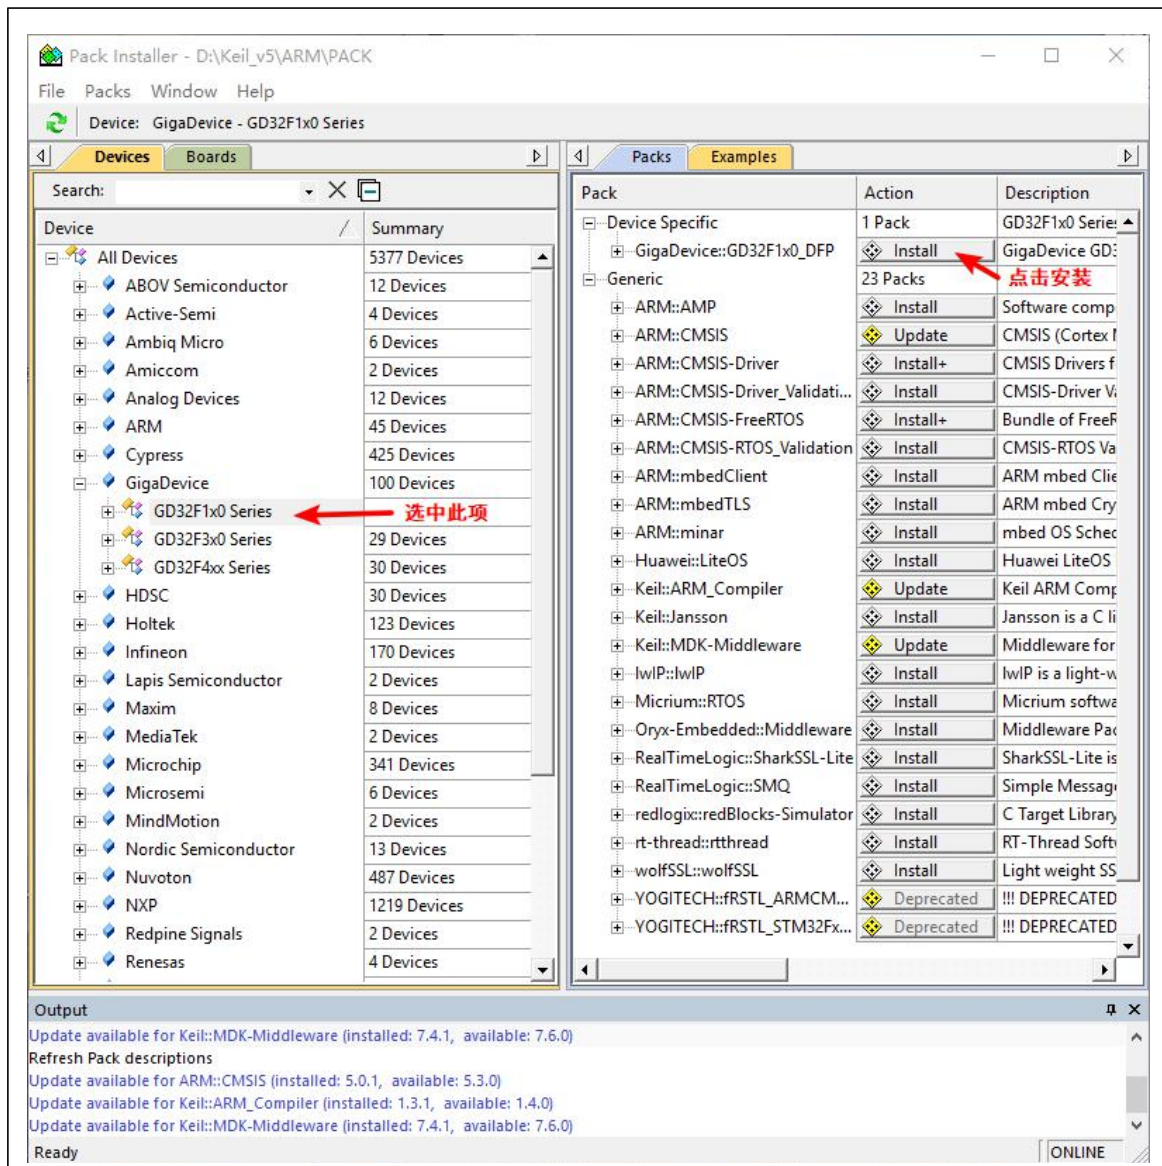 Pack Installer - D:\Keil_v5\ARM\PACK
File Packs Window Help
Device: GigaDevice - GD32F1x0 Series
Devices Boards
Search:
Device Summary
All Devices 5377 Devices
ABOV Semiconductor 12 Devices
Active-Semi 4 Devices
Ambiq Micro 6 Devices
Amiccom 2 Devices
Analog Devices 12 Devices
ARM 45 Devices
Cypress 425 Devices
GigaDevice 100 Devices
GD32F1x0 Series 选中此项
GD32F3x0 Series 29 Devices
GD32F4xx Series 30 Devices
HDSC 30 Devices
Holtek 123 Devices
Infineon 170 Devices
Lapis Semiconductor 2 Devices
Maxim 8 Devices
MediaTek 2 Devices
Microchip 341 Devices
Microsemi 6 Devices
MindMotion 2 Devices
Nordic Semiconductor 13 Devices
Nuvoton 487 Devices
NXP 1219 Devices
Redpine Signals 2 Devices
Renesas 4 Devices
Packs Examples
Pack Action Description
Device Specific 1 Pack GD32F1x0 Series
GigaDevice::GD32F1x0_DFP Install GigaDevice GD3
Generic 23 Packs 点击安装
ARM::AMP Install Software comp
ARM::CMSIS Update CMSIS (Cortex
ARM::CMSIS-Driver Install+ CMSIS Drivers f
ARM::CMSIS-Driver_Validati... Install CMSIS-Driver Va
ARM::CMSIS-FreeRTOS Install+ Bundle of FreeR
ARM::CMSIS-RTOS_Validation Install CMSIS-RTOS Va
ARM::mbedClient Install ARM mbed Clie
ARM::mbedTLS Install ARM mbed Cry
ARM::minar Install mbed OS Sched
Huawei::LiteOS Install Huawei LiteOS
Keil::ARM_Compiler Update Keil ARM Comp
Keil::Jansson Install Jansson is a C li
Keil::MDK-Middleware Update Middleware for
lwIP::lwIP Install lwIP is a light-w
Micrium::RTOS Install Micrium softwa
Oryx-Embedded::Middleware Install Middleware Pac
RealTimeLogic::SharkSSL-Lite Install SharkSSL-Lite is
RealTimeLogic::SMQ Install Simple Messag
redlogix::redBlocks-Simulator Install C Target Library
rt-thread::rtthread Install RT-Thread Soft
wolfSSL::wolfSSL Install Light weight SS
YOGITECH::fRSTL_ARMCM... Deprecated !!! DEPRECATED
YOGITECH::fRSTL_STM32Fx... Deprecated !!! DEPRECATED
Output
Update available for Keil::MDK-Middleware (installed: 7.4.1, available: 7.6.0)
Refresh Pack descriptions
Update available for ARM::CMSIS (installed: 5.0.1, available: 5.3.0)
Update available for Keil::ARM_Compiler (installed: 1.3.1, available: 1.4.0)
Update available for Keil::MDK-Middleware (installed: 7.4.1, available: 7.6.0)
Ready ONLINE